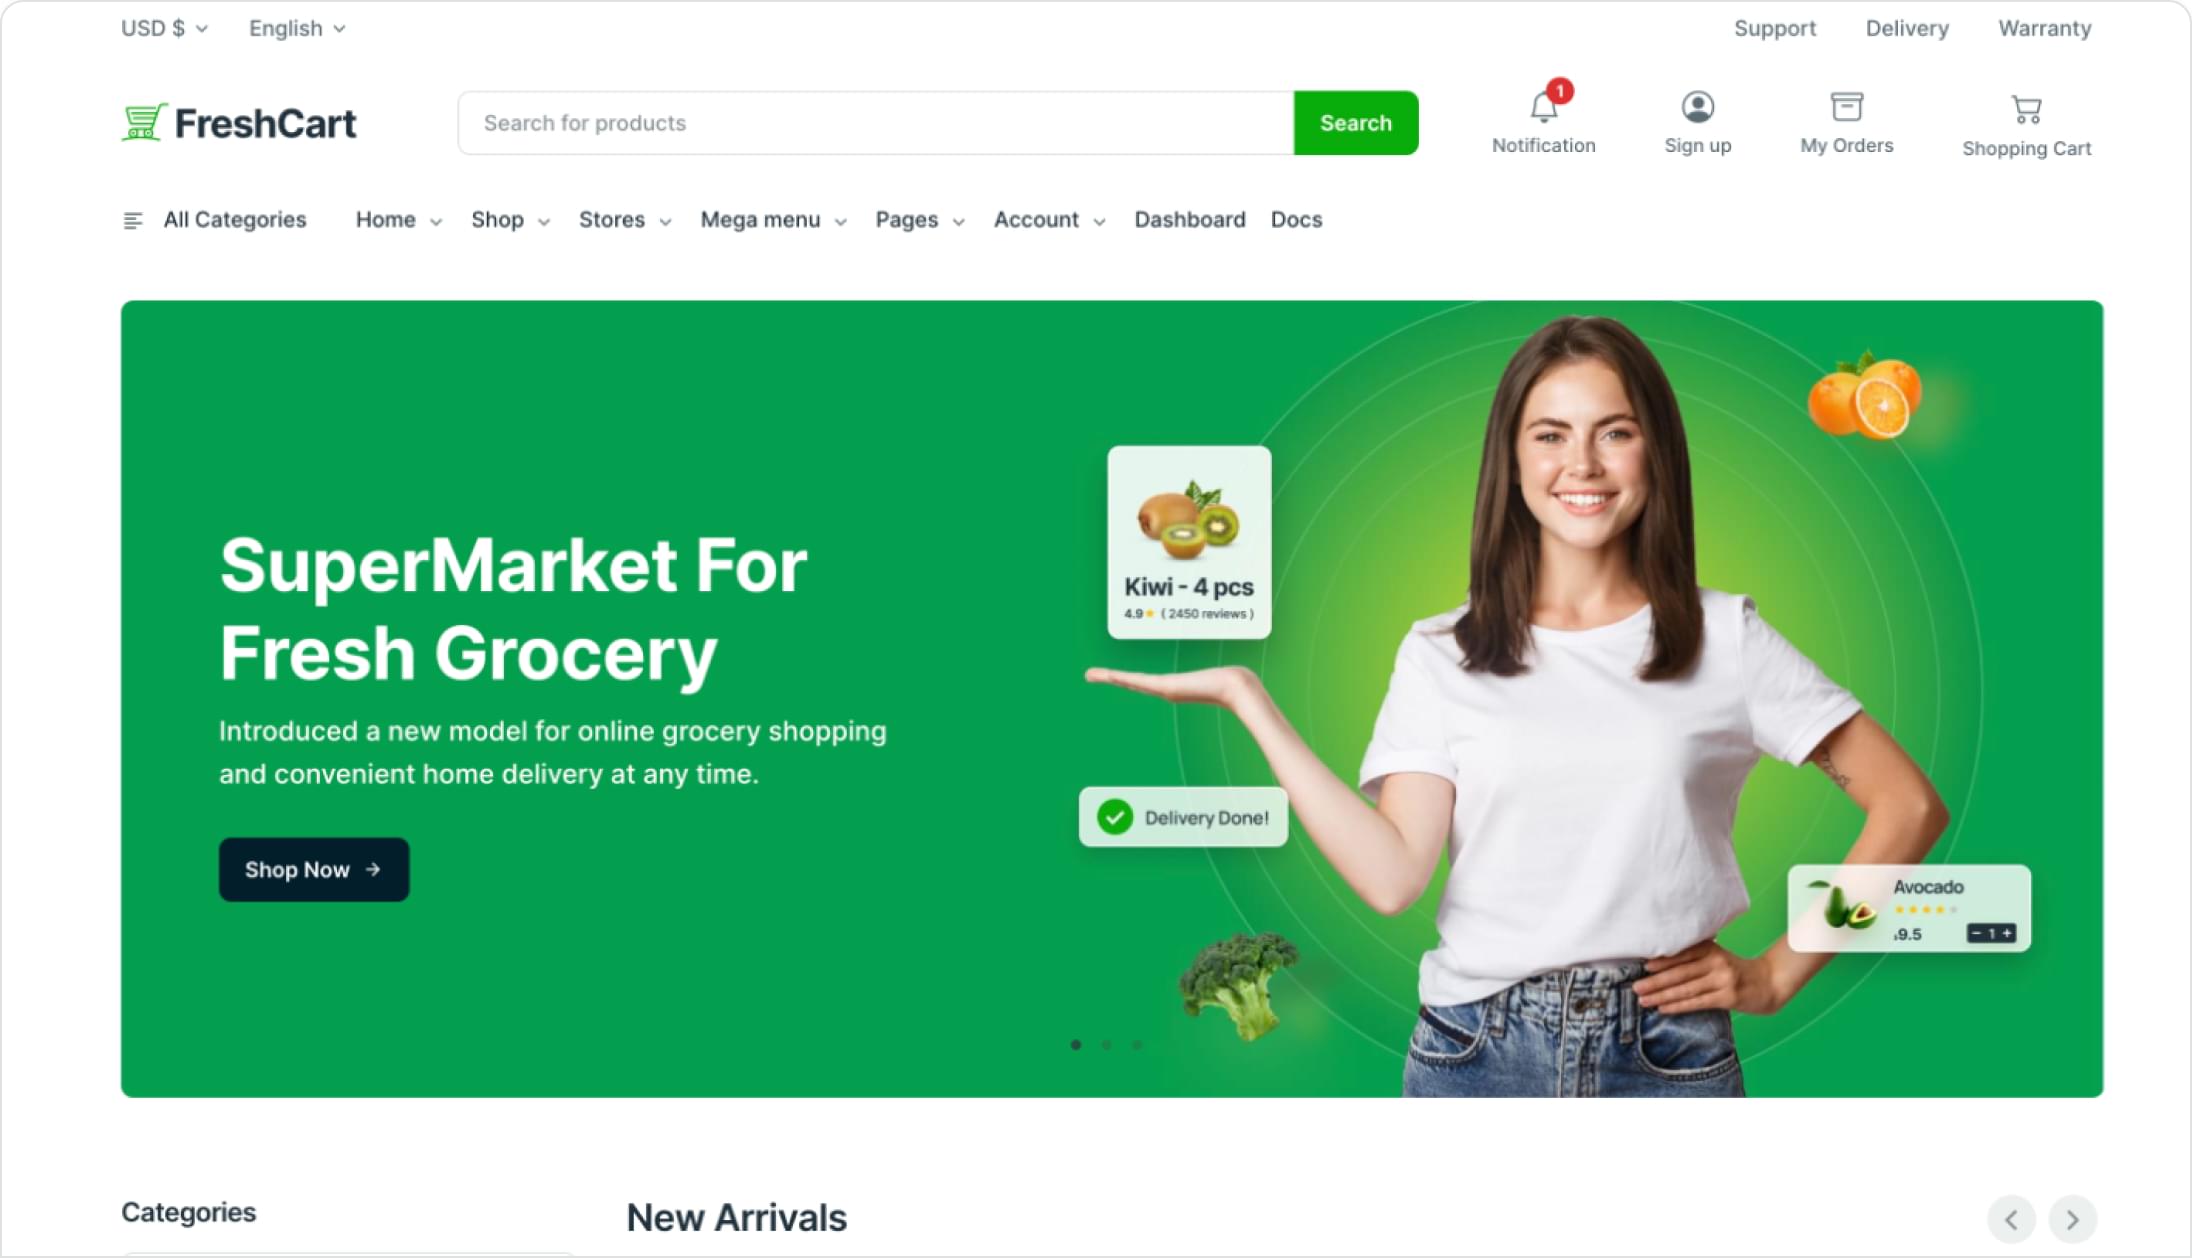 USD $ English Support Delivery Warranty
FreshCart
Search for products Search
1
Notification Sign up My Orders Shopping Cart
All Categories Home Shop Stores Mega menu Pages Account Dashboard Docs
SuperMarket For
Fresh Grocery
Introduced a new model for online grocery shopping
and convenient home delivery at any time.
Shop Now →
Kiwi - 4 pcs
4.9★ ( 2450 reviews )
Delivery Done!
Avocado
9.5 − 1 +
Categories
New Arrivals